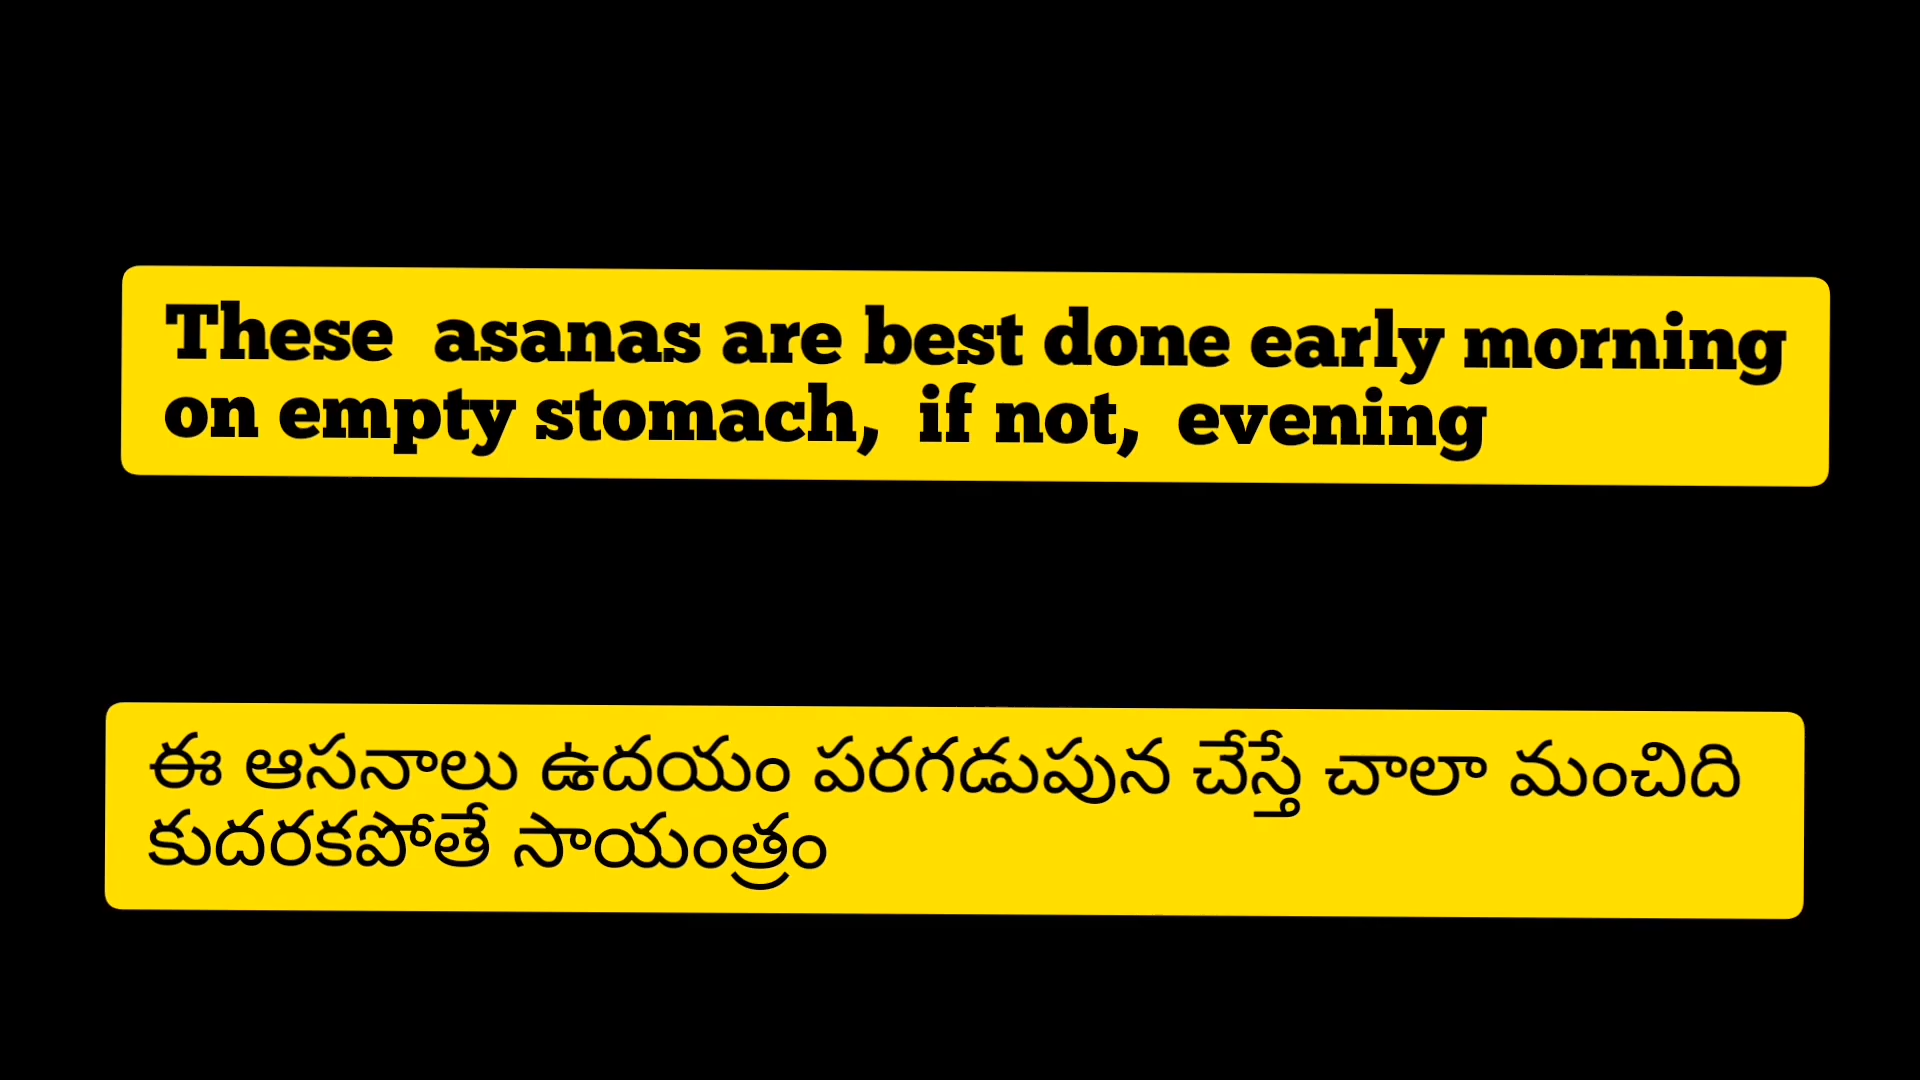 These asanas are best done early morning
on empty stomach, if not, evening
ఈ ఆసనాలు ఉదయం పరగడుపున చేస్తే చాలా మంచిది
కుదరకపోతే సాయంత్రం